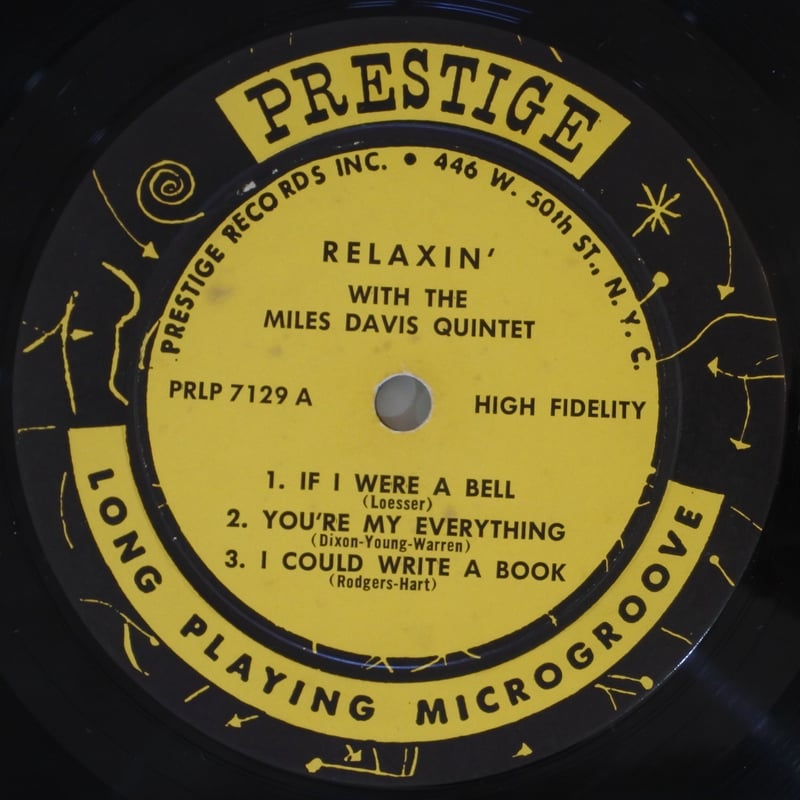 PRESTIGE
PRESTIGE RECORDS INC. • 446 W. 50th ST., N.Y.C.
RELAXIN'
WITH THE
MILES DAVIS QUINTET
PRLP 7129 A
HIGH FIDELITY
1. IF I WERE A BELL
(Loesser)
2. YOU'RE MY EVERYTHING
(Dixon-Young-Warren)
3. I COULD WRITE A BOOK
(Rodgers-Hart)
LONG PLAYING MICROGROOVE